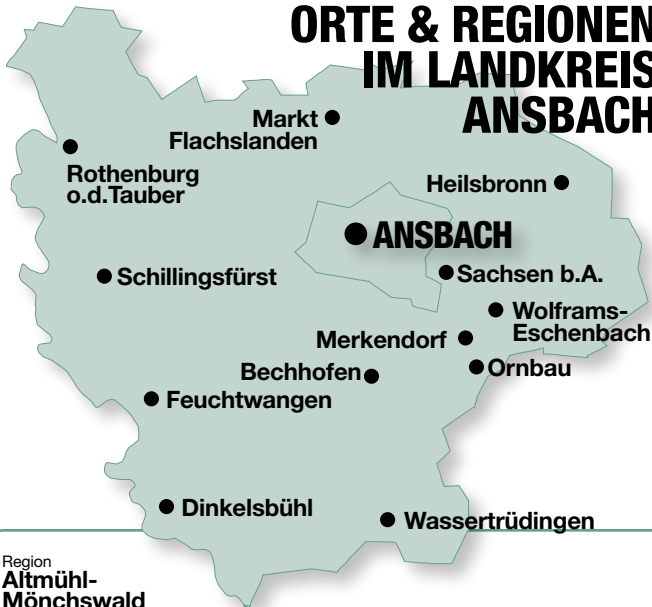 ORTE & REGIONEN
IM LANDKREIS
ANSBACH
Markt
Flachslanden
Rothenburg
o.d.Tauber
Heilsbronn
ANSBACH
Schillingsfürst
Sachsen b.A.
Wolframs-
Eschenbach
Merkendorf
Bechhofen
Ornbau
Feuchtwangen
Dinkelsbühl
Wassertrüdingen
Region
Altmühl-
Mönchswald